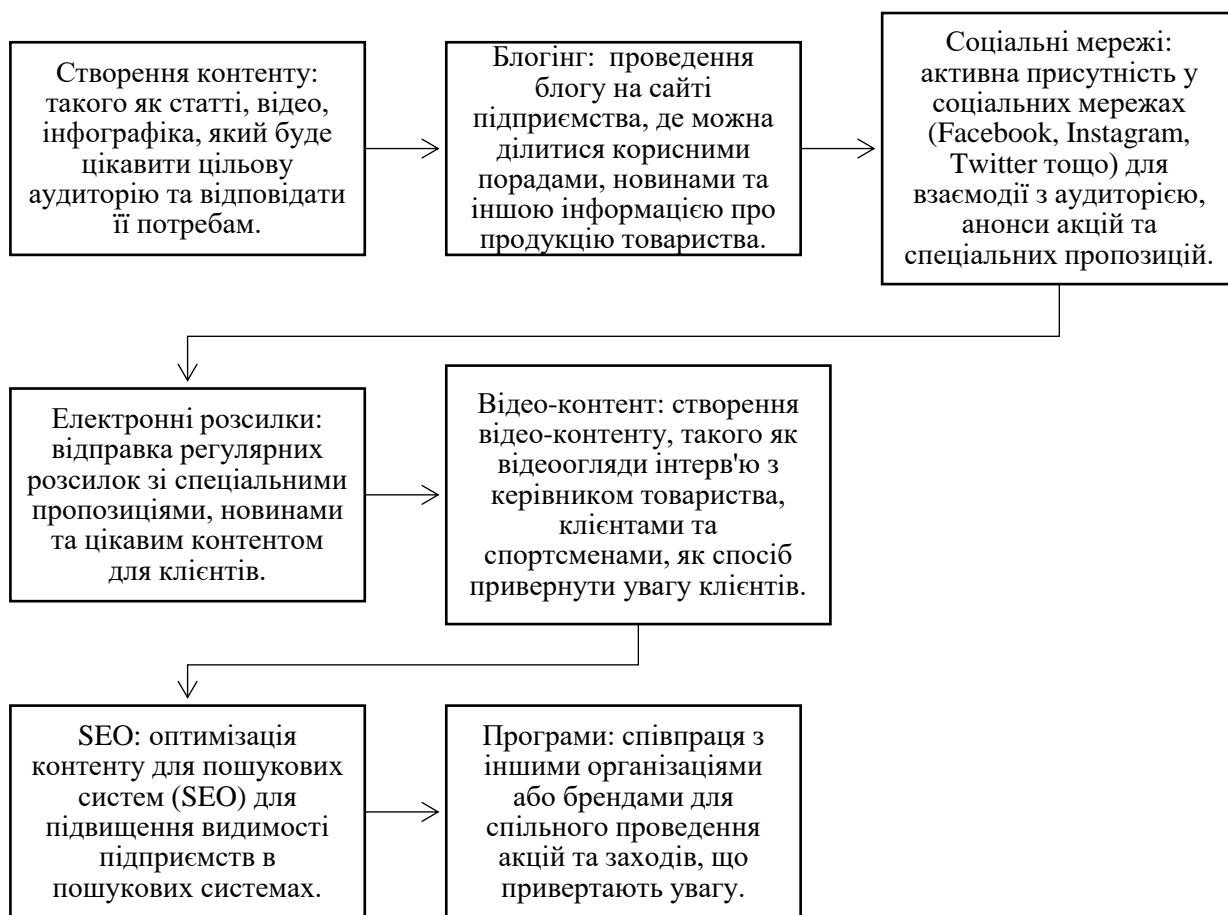 Створення контенту:
такого як статті, відео,
інфографіка, який буде
цікавити цільову
аудиторію та відповідати
її потребам.
Блогінг: проведення
блогу на сайті
підприємства, де можна
ділитися корисними
порадами, новинами та
іншою інформацією про
продукцію товариства.
Соціальні мережі:
активна присутність у
соціальних мережах
(Facebook, Instagram,
Twitter тощо) для
взаємодії з аудиторією,
анонси акцій та
спеціальних пропозицій.
Електронні розсилки:
відправка регулярних
розсилок зі спеціальними
пропозиціями, новинами
та цікавим контентом
для клієнтів.
Відео-контент: створення
відео-контенту, такого як
відеоогляди інтерв'ю з
керівником товариства,
клієнтами та
спортсменами, як спосіб
привернути увагу клієнтів.
SEO: оптимізація
контенту для пошукових
систем (SEO) для
підвищення видимості
підприємств в
пошукових системах.
Програми: співпраця з
іншими організаціями
або брендами для
спільного проведення
акцій та заходів, що
привертають увагу.